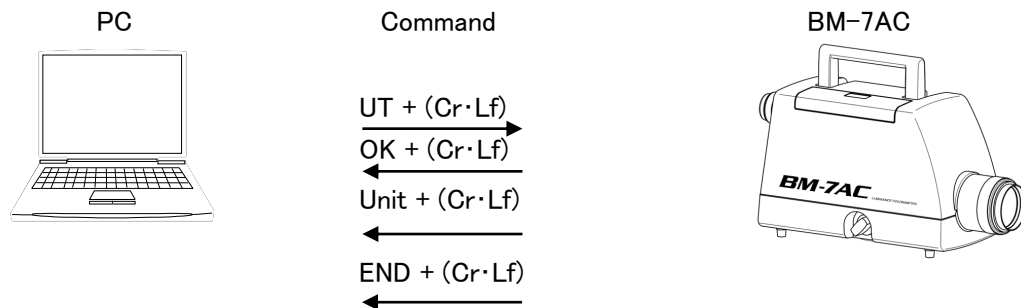 PC Command BM-7AC
UT + (Cr･Lf)
OK + (Cr･Lf)
Unit + (Cr･Lf)
END + (Cr･Lf)
BM-7AC